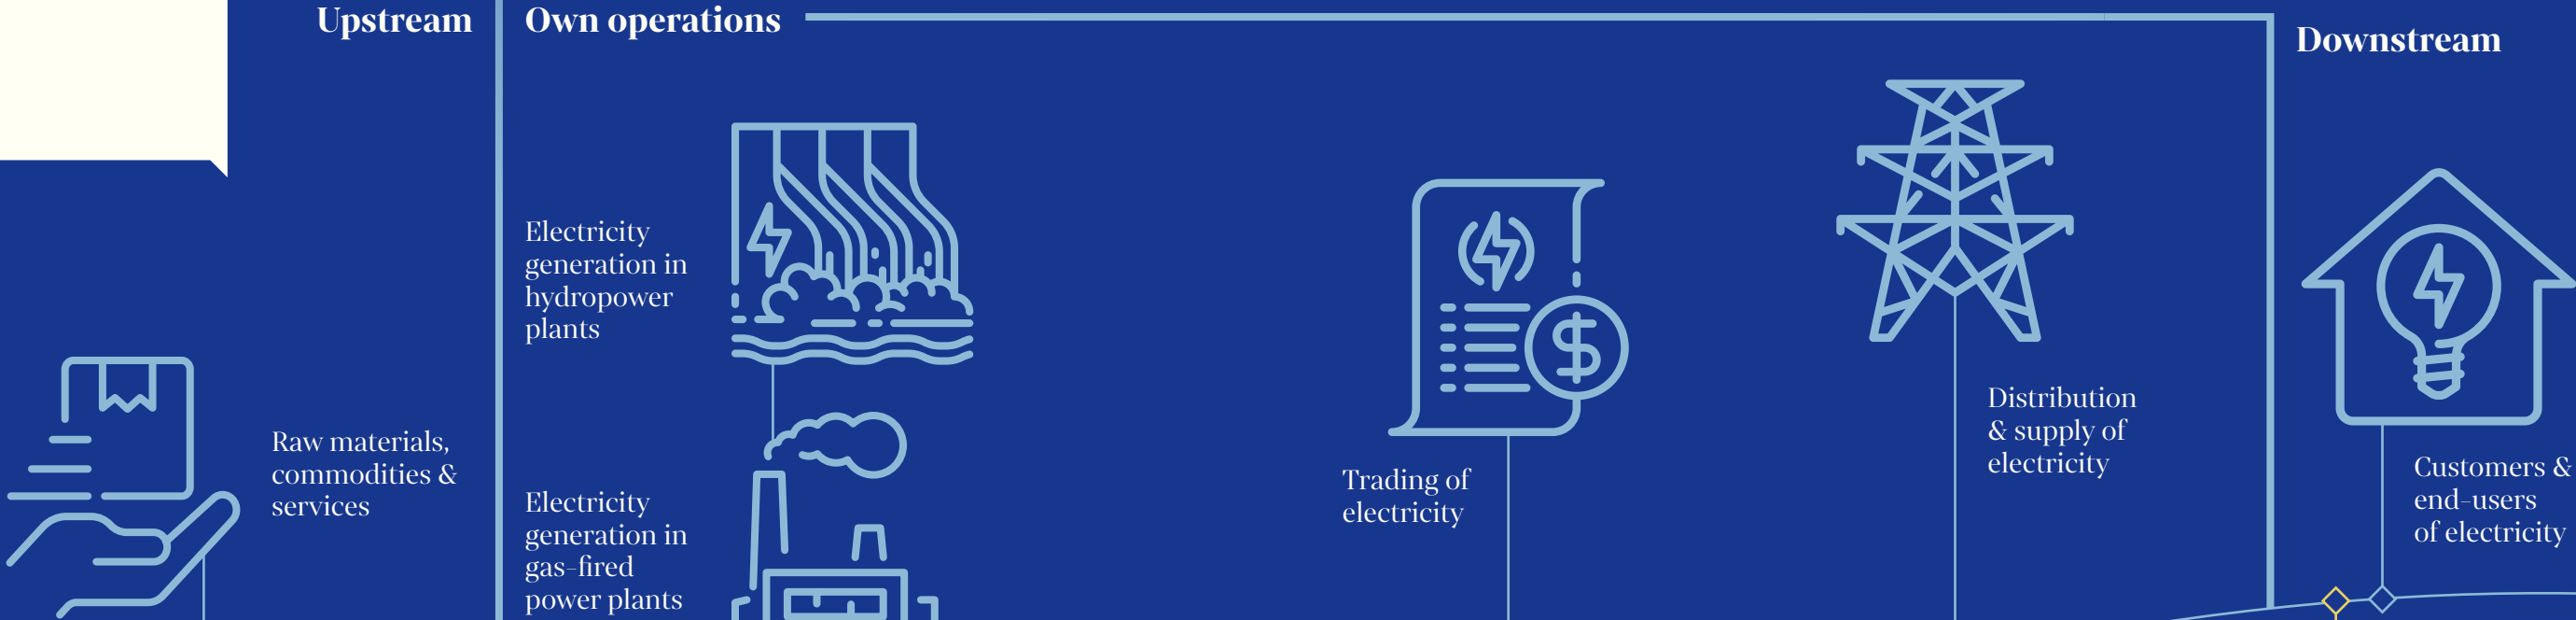 Upstream
Own operations
Downstream
Electricity
generation in
hydropower
plants
Raw materials,
commodities &
services
Electricity
generation in
gas-fired
power plants
Trading of
electricity
Distribution
& supply of
electricity
Customers &
end-users
of electricity